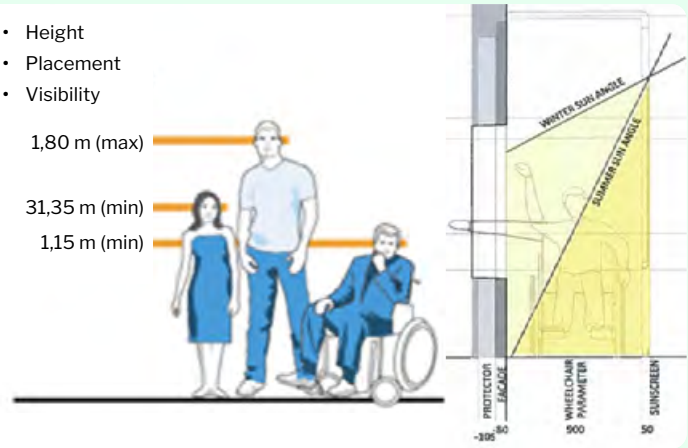 • Height
• Placement
• Visibility
1,80 m (max)
31,35 m (min)
1,15 m (min)
WINTER SUN ANGLE
SUMMER SUN ANGLE
PROTECTOR
FACADE
WHEELCHAIR
PARAMETER
SUNSCREEN
-105
-80
900
50